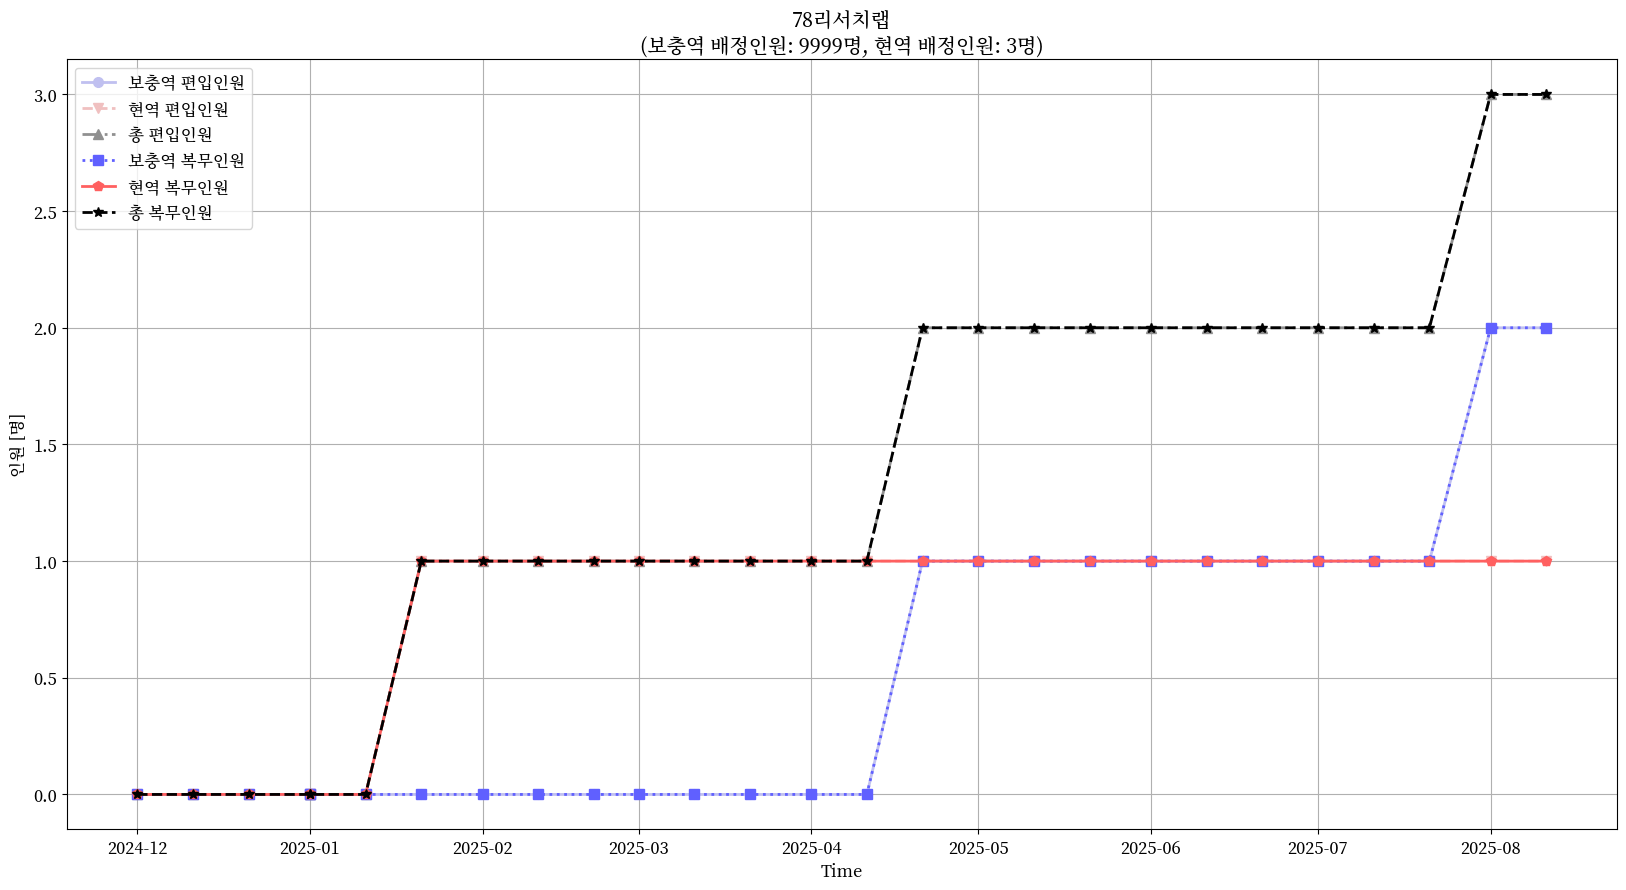 78리서치랩
(보충역 배정인원: 9999명, 현역 배정인원: 3명)
보충역 편입인원
현역 편입인원
총 편입인원
보충역 복무인원
현역 복무인원
총 복무인원
3.0
2.5
2.0
1.5
1.0
0.5
0.0
인원 [명]
2024-12
2025-01
2025-02
2025-03
2025-04
2025-05
2025-06
2025-07
2025-08
Time